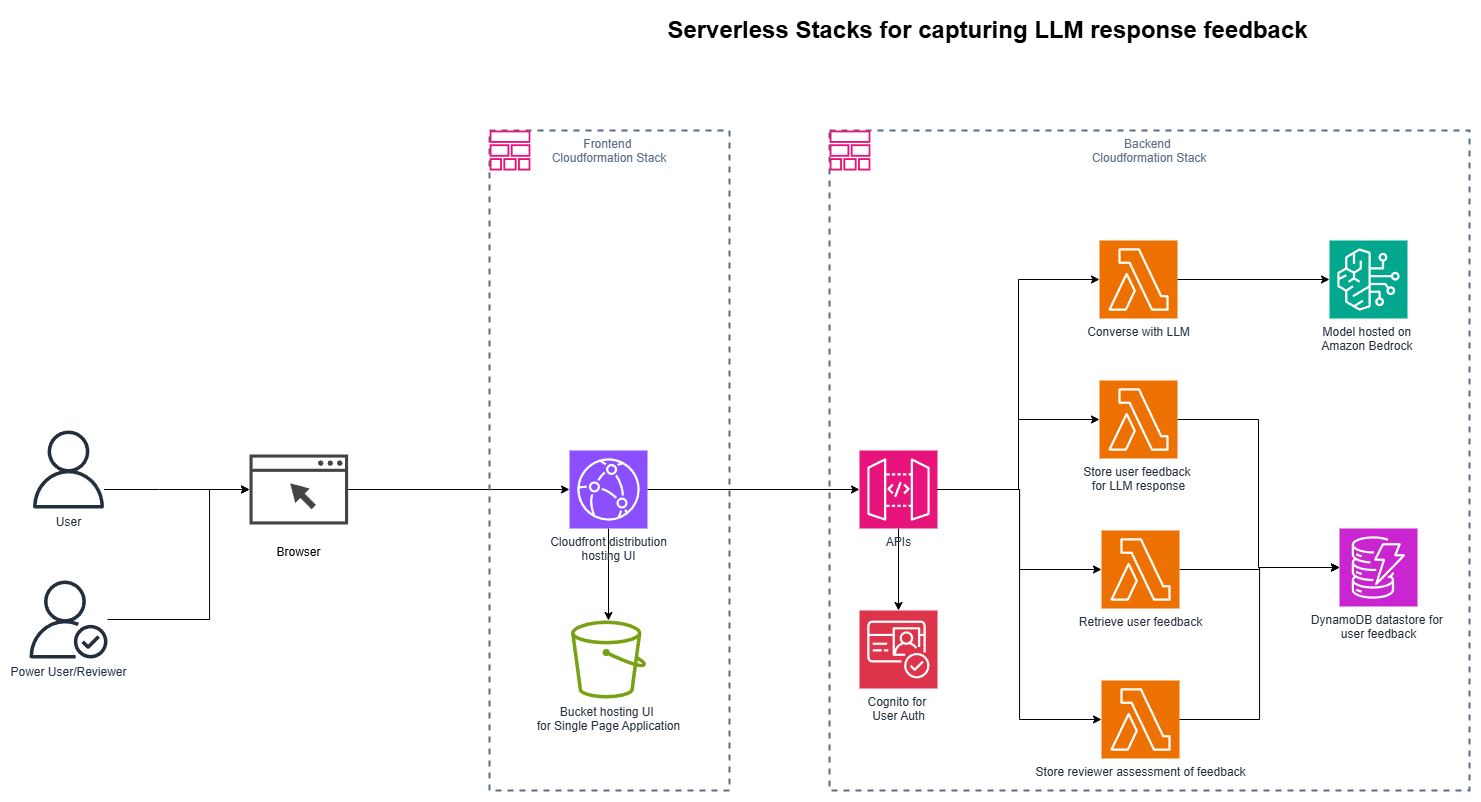 Serverless Stacks for capturing LLM response feedback
Frontend
Cloudformation Stack
Backend
Cloudformation Stack
Converse with LLM
Model hosted on
Amazon Bedrock
Store user feedback
for LLM response
User
Browser
Cloudfront distribution
hosting UI
APIs
</>
Retrieve user feedback
DynamoDB datastore for
user feedback
Power User/Reviewer
Bucket hosting UI
for Single Page Application
Cognito for
User Auth
Store reviewer assessment of feedback